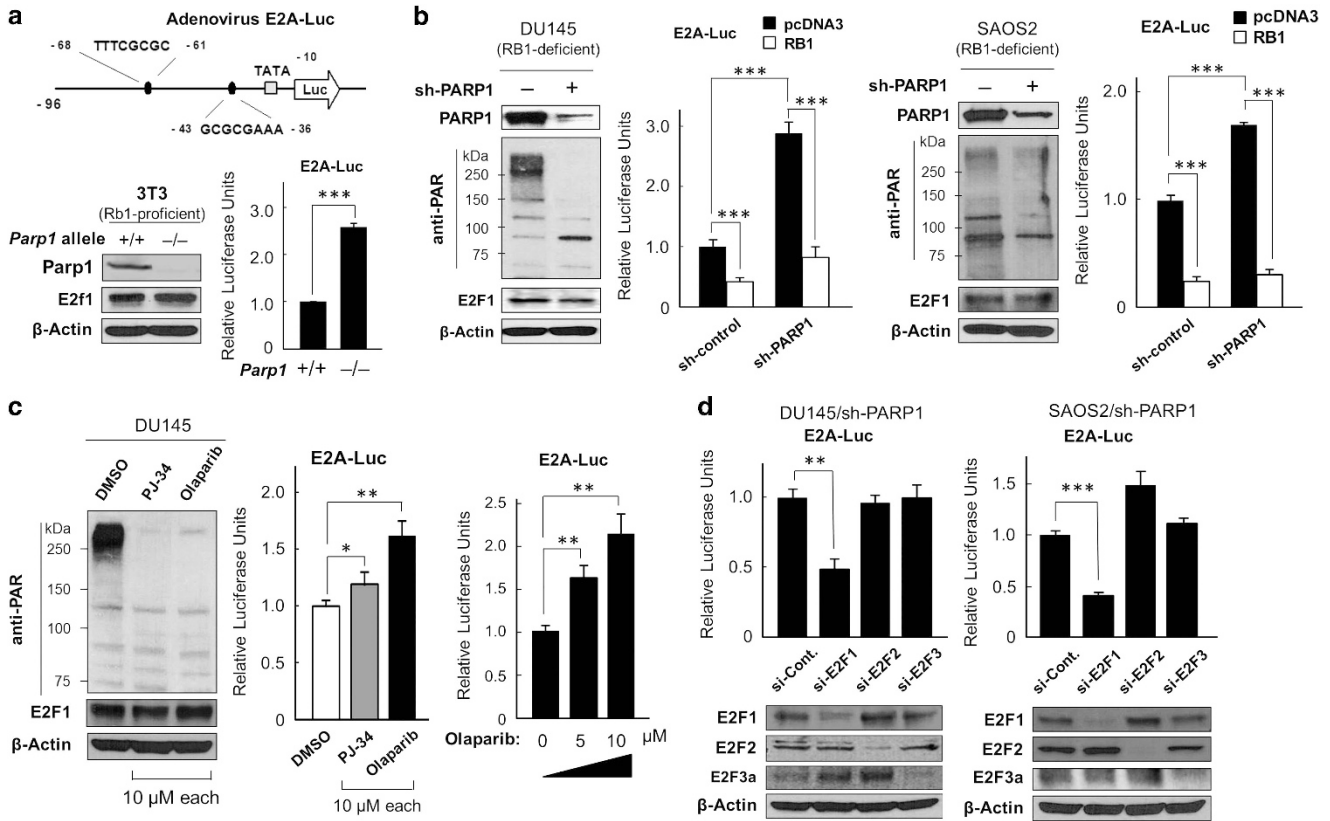 a
Adenovirus E2A-Luc
- 68 TTTCGCGC - 61
- 10
TATA
Luc
- 96
- 43 GCGCGAAA - 36
3T3
(Rb1-proficient)
Parp1 allele +/+ −/−
Parp1
E2f1
β-Actin
E2A-Luc
Relative Luciferase Units
***
3.0
2.0
1.0
0
Parp1 +/+ −/−
b
DU145
(RB1-deficient)
sh-PARP1 − +
PARP1
kDa
250
150
100
75
anti-PAR
E2F1
β-Actin
E2A-Luc
pcDNA3
RB1
Relative Luciferase Units
3.0
1.0
0
***
***
***
sh-control
sh-PARP1
SAOS2
(RB1-deficient)
sh-PARP1 − +
PARP1
kDa
250
150
100
75
anti-PAR
E2F1
β-Actin
E2A-Luc
pcDNA3
RB1
Relative Luciferase Units
2.0
1.0
0
***
***
***
sh-control
sh-PARP1
c
DU145
DMSO
PJ-34
Olaparib
kDa
250
150
100
75
anti-PAR
E2F1
β-Actin
10 µM each
E2A-Luc
Relative Luciferase Units
2.0
1.5
1.0
0.5
0
**
*
DMSO
PJ-34
Olaparib
10 µM each
E2A-Luc
Relative Luciferase Units
2.5
2.0
1.5
1.0
0.5
0
**
**
Olaparib: 0 5 10 µM
d
DU145/sh-PARP1
E2A-Luc
Relative Luciferase Units
1.0
0.5
0
**
si-Cont.
si-E2F1
si-E2F2
si-E2F3
E2F1
E2F2
E2F3a
β-Actin
SAOS2/sh-PARP1
E2A-Luc
Relative Luciferase Units
2.0
1.5
1.0
0.5
0
***
si-Cont.
si-E2F1
si-E2F2
si-E2F3
E2F1
E2F2
E2F3a
β-Actin